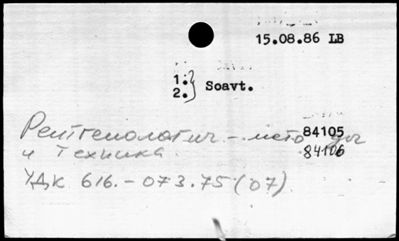 15.08.86 LB
1.
2. } Soavt.
Рентгенологич. - методы 84105
и техника. 84106
УДК 616.-073.75(07)